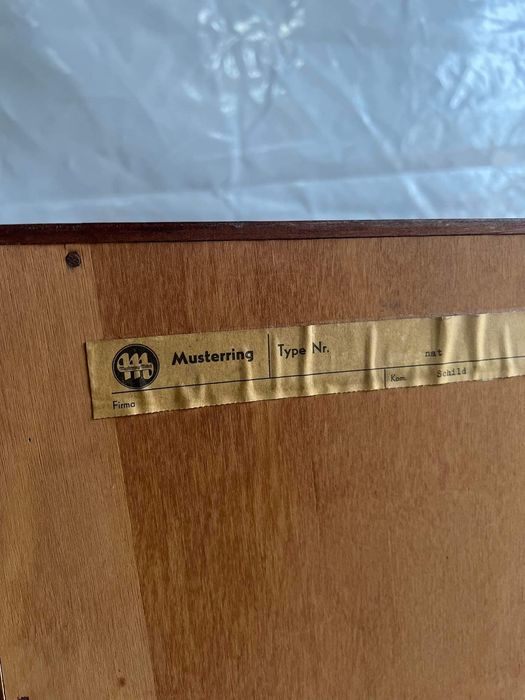 Musterring Type Nr. nat
Firma Kom. Schild